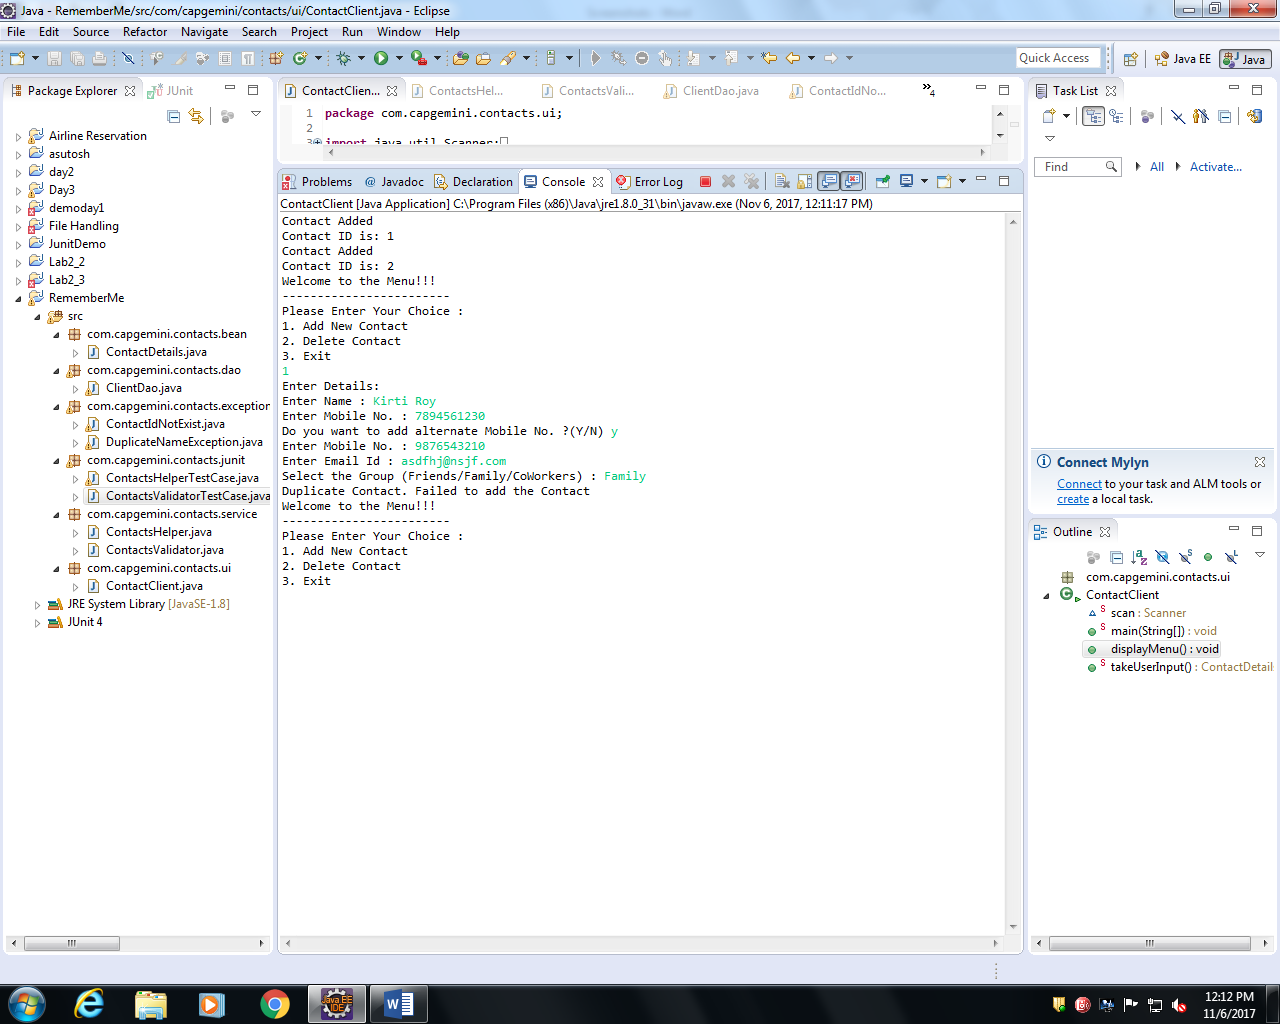 Java - RememberMe/src/com/capgemini/contacts/ui/ContactClient.java - Eclipse
File Edit Source Refactor Navigate Search Project Run Window Help
Quick Access
Java EE
Java
Package Explorer
JUnit
Airline Reservation
asutosh
day2
Day3
demoday1
File Handling
JunitDemo
Lab2_2
Lab2_3
RememberMe
src
com.capgemini.contacts.bean
ContactDetails.java
com.capgemini.contacts.dao
ClientDao.java
com.capgemini.contacts.exception
ContactIdNotExist.java
DuplicateNameException.java
com.capgemini.contacts.junit
ContactsHelperTestCase.java
ContactsValidatorTestCase.java
com.capgemini.contacts.service
ContactsHelper.java
ContactsValidator.java
com.capgemini.contacts.ui
ContactClient.java
JRE System Library [JavaSE-1.8]
JUnit 4
ContactClien...
ContactsHel...
ContactsVali...
ClientDao.java
ContactIdNo...
»4
1 package com.capgemini.contacts.ui;
2
3 import java.util.Scanner;
Problems @ Javadoc Declaration Console Error Log
ContactClient [Java Application] C:\Program Files (x86)\Java\jre1.8.0_31\bin\javaw.exe (Nov 6, 2017, 12:11:17 PM)
Contact Added
Contact ID is: 1
Contact Added
Contact ID is: 2
Welcome to the Menu!!!
------------------------
Please Enter Your Choice :
1. Add New Contact
2. Delete Contact
3. Exit
1
Enter Details:
Enter Name : Kirti Roy
Enter Mobile No. : 7894561230
Do you want to add alternate Mobile No. ?(Y/N) y
Enter Mobile No. : 9876543210
Enter Email Id : asdfhj@nsjf.com
Select the Group (Friends/Family/CoWorkers) : Family
Duplicate Contact. Failed to add the Contact
Welcome to the Menu!!!
------------------------
Please Enter Your Choice :
1. Add New Contact
2. Delete Contact
3. Exit
Task List
Find
All
Activate...
Connect Mylyn
Connect to your task and ALM tools or
create a local task.
Outline
com.capgemini.contacts.ui
ContactClient
scan : Scanner
main(String[]) : void
displayMenu() : void
takeUserInput() : ContactDetail
12:12 PM
11/6/2017